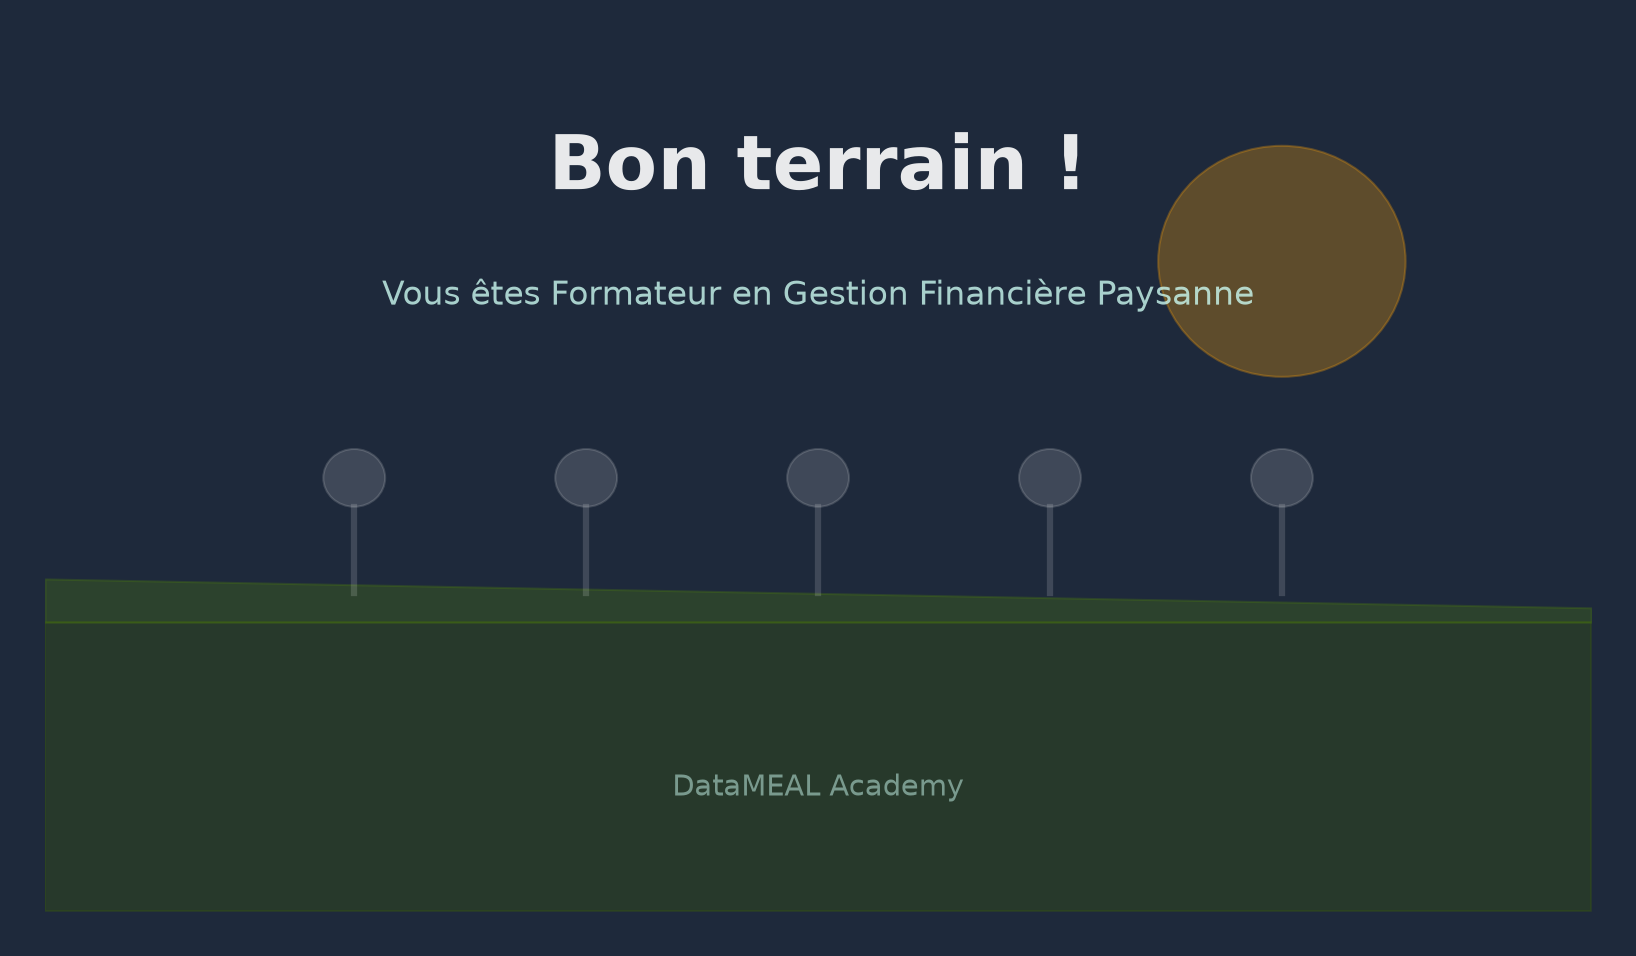 Bon terrain !
Vous êtes Formateur en Gestion Financière Paysanne
DataMEAL Academy